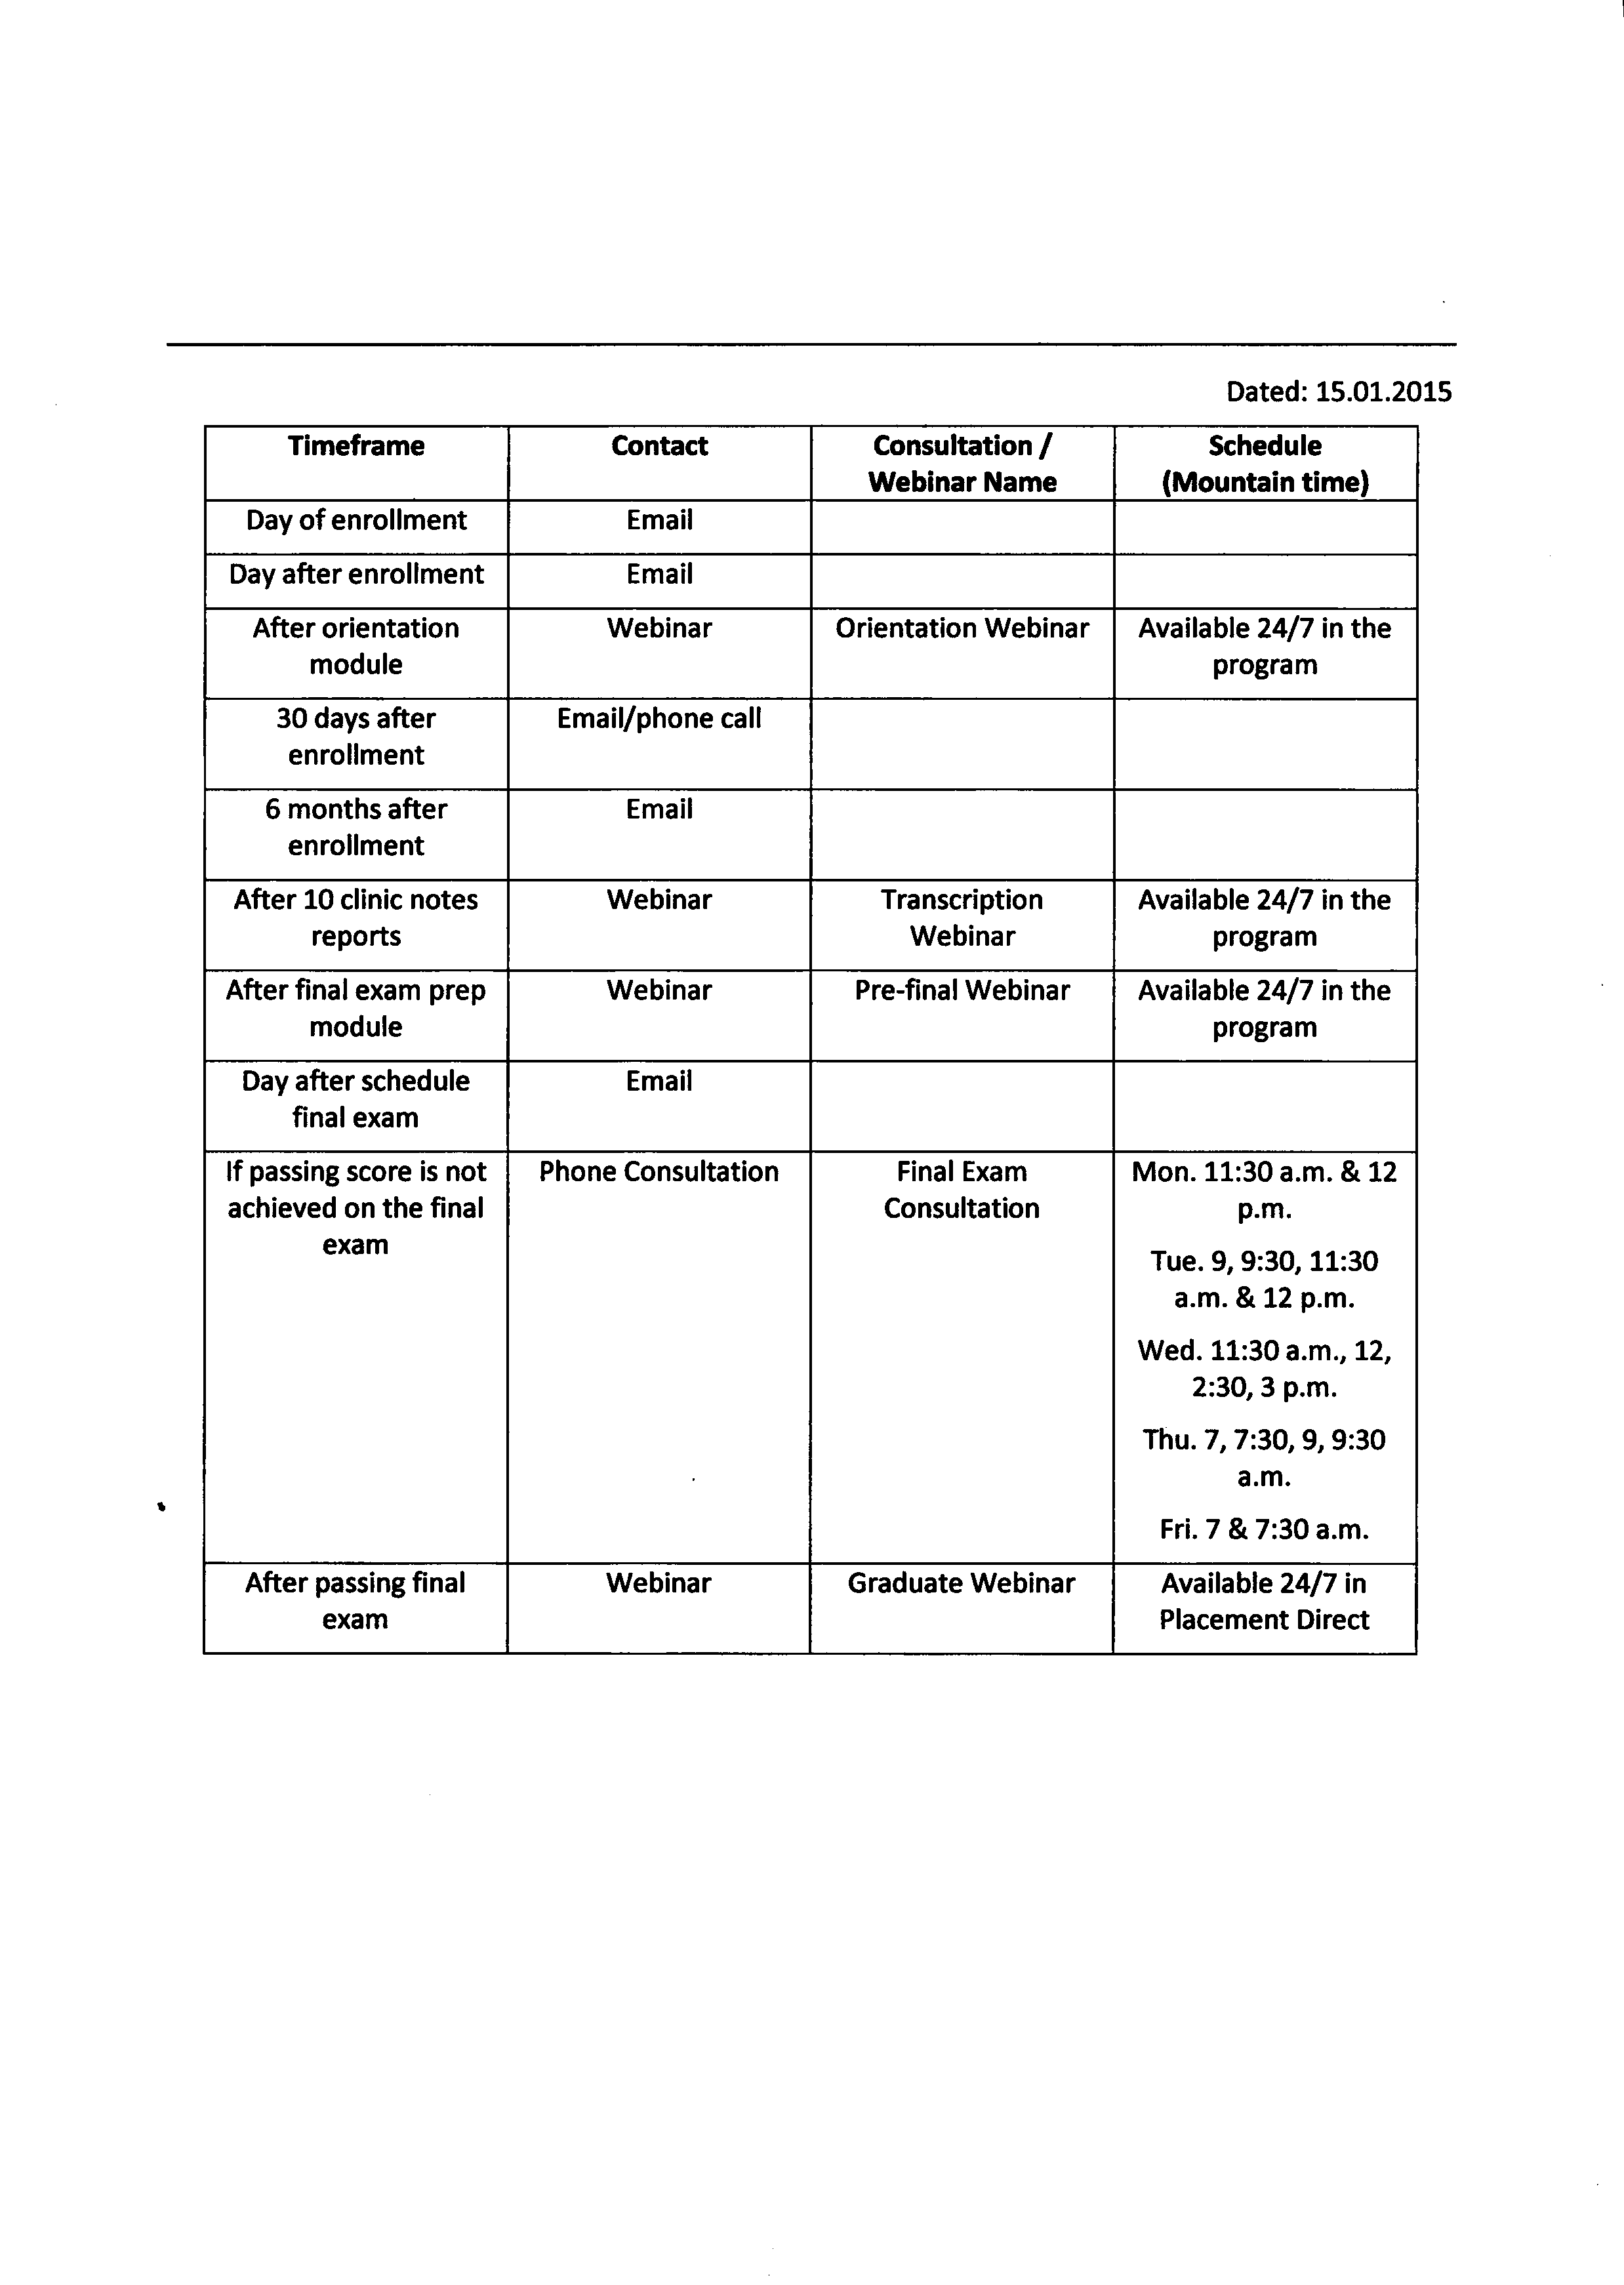 Dated: 15.01.2015
Timeframe Contact Consultation / Schedule
Webinar Name (Mountain time)
Day of enrollment Email
Day after enrollment Email
After orientation Webinar Orientation Webinar Available 24/7 in the
module program
30 days after Email/phone call
enrollment
6 months after Email
enrollment
After 10 clinic notes Webinar Transcription Available 24/7 in the
reports Webinar program
After final exam prep Webinar Pre-final Webinar Available 24/7 in the
module program
Day after schedule Email
final exam
If passing score is not Phone Consultation Final Exam Mon. 11:30 a.m. & 12
achieved on the final Consultation p.m.
exam
Tue. 9, 9:30, 11:30
a.m. & 12 p.m.
Wed. 11:30 a.m., 12,
2:30, 3 p.m.
Thu. 7, 7:30, 9, 9:30
a.m.
Fri. 7 & 7:30 a.m.
After passing final Webinar Graduate Webinar Available 24/7 in
exam Placement Direct